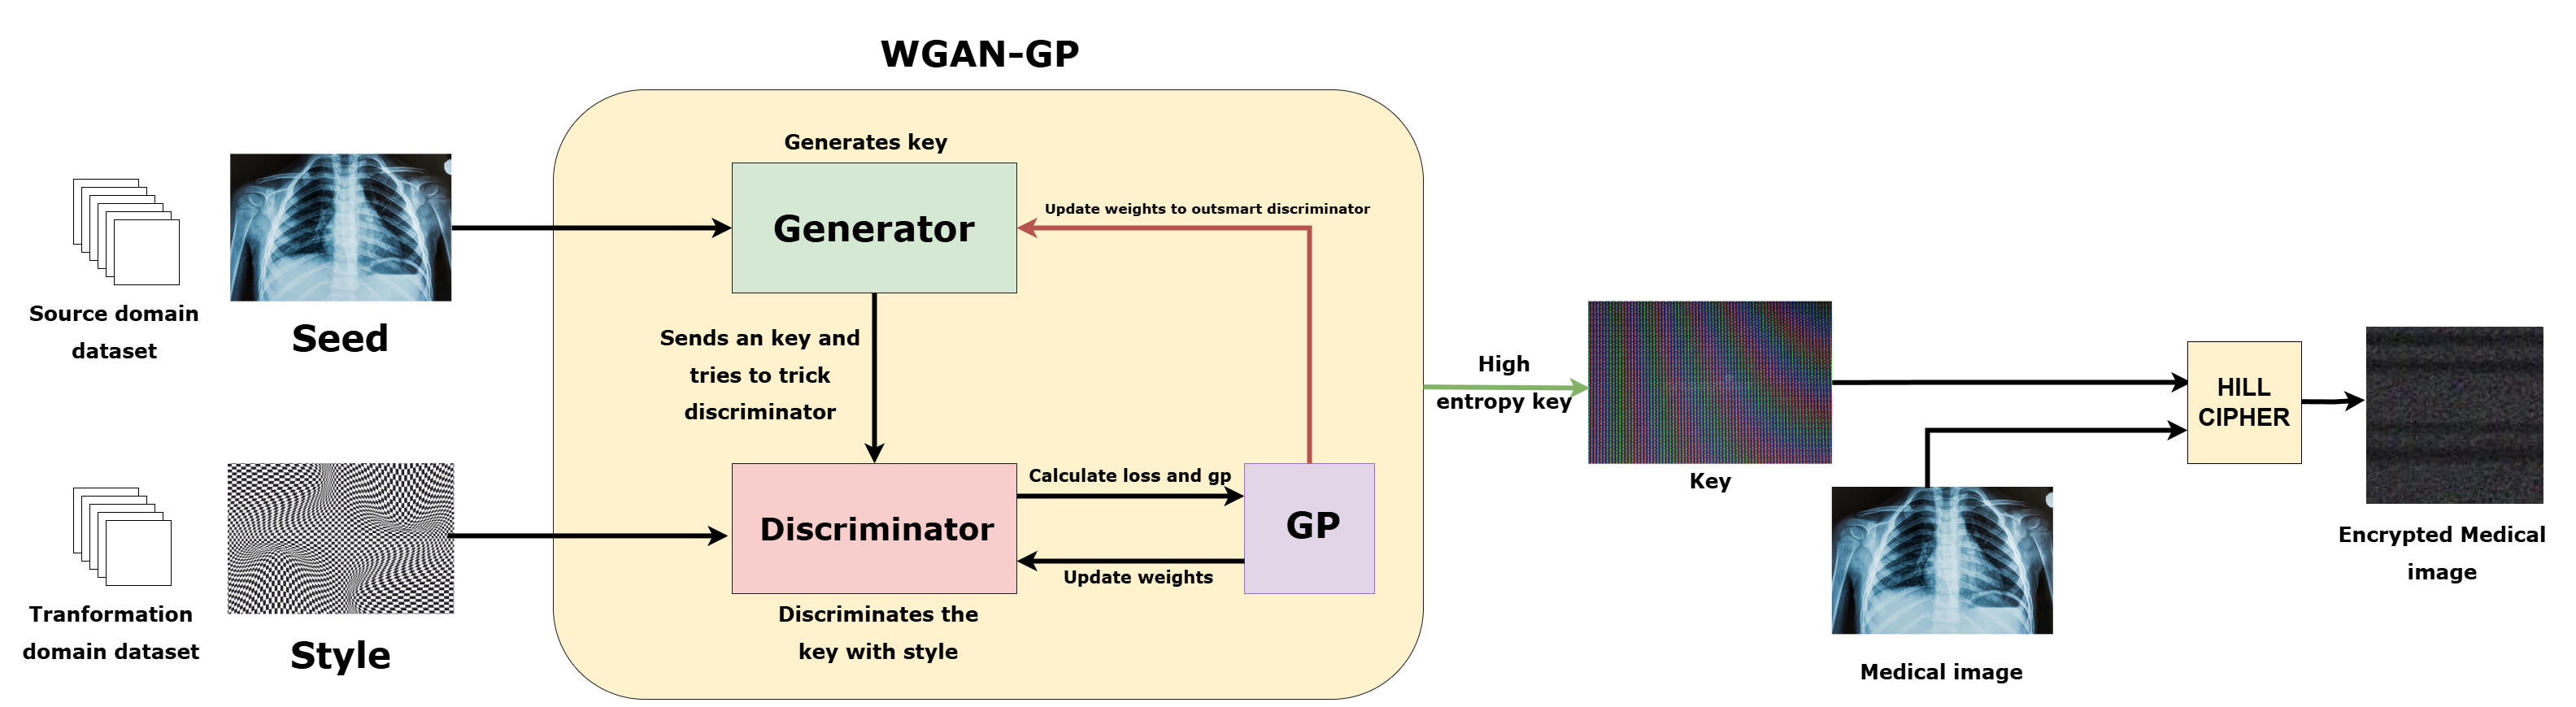 WGAN–GP
Generates key
Generator
Update weights to outsmart discriminator
Source domain
dataset
Seed
Sends an key and
tries to trick
discriminator
High
entropy key
HILL
CIPHER
Key
Calculate loss and gp
Discriminator
GP
Update weights
Tranformation
domain dataset
Style
Discriminates the
key with style
Encrypted Medical
image
Medical image